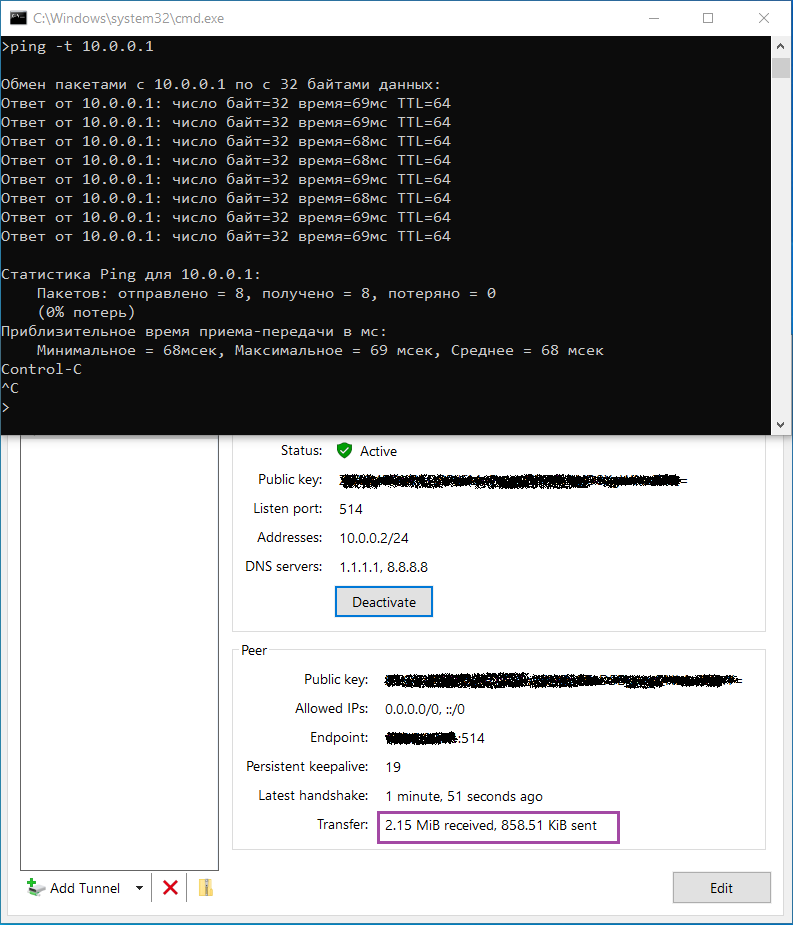 C:\Windows\system32\cmd.exe
>ping -t 10.0.0.1
Обмен пакетами с 10.0.0.1 по с 32 байтами данных:
Ответ от 10.0.0.1: число байт=32 время=69мс TTL=64
Ответ от 10.0.0.1: число байт=32 время=69мс TTL=64
Ответ от 10.0.0.1: число байт=32 время=68мс TTL=64
Ответ от 10.0.0.1: число байт=32 время=68мс TTL=64
Ответ от 10.0.0.1: число байт=32 время=69мс TTL=64
Ответ от 10.0.0.1: число байт=32 время=68мс TTL=64
Ответ от 10.0.0.1: число байт=32 время=69мс TTL=64
Ответ от 10.0.0.1: число байт=32 время=69мс TTL=64
Статистика Ping для 10.0.0.1:
Пакетов: отправлено = 8, получено = 8, потеряно = 0
(0% потерь)
Приблизительное время приема-передачи в мс:
Минимальное = 68мсек, Максимальное = 69 мсек, Среднее = 68 мсек
Control-C
^C
>
Status: Active
Public key: =
Listen port: 514
Addresses: 10.0.0.2/24
DNS servers: 1.1.1.1, 8.8.8.8
Deactivate
Peer
Public key: =
Allowed IPs: 0.0.0.0/0, ::/0
Endpoint: :514
Persistent keepalive: 19
Latest handshake: 1 minute, 51 seconds ago
Transfer: 2.15 MiB received, 858.51 KiB sent
Add Tunnel
Edit